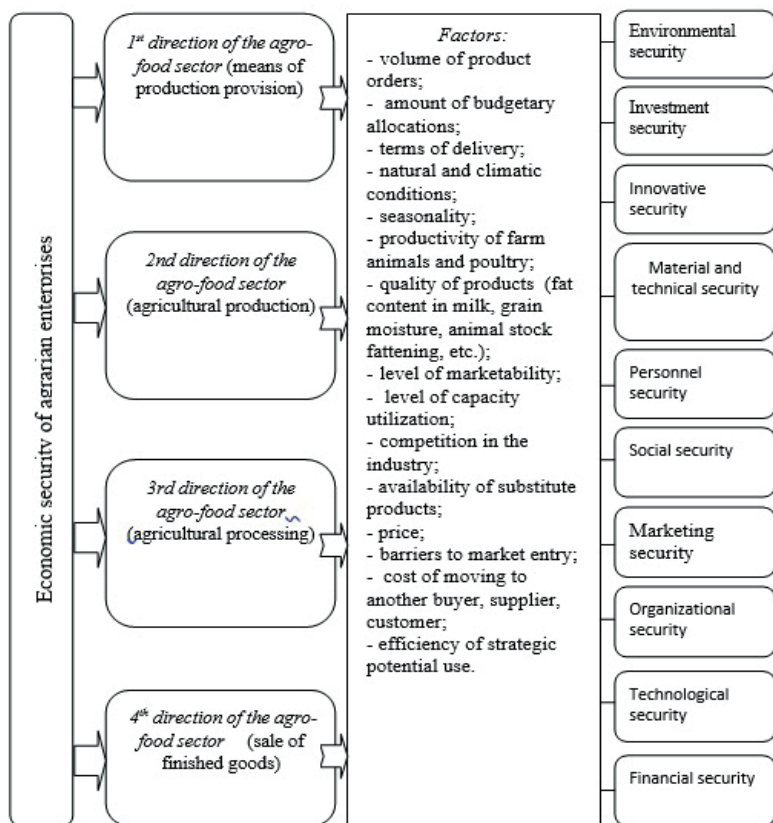 Economic security of agrarian enterprises
1st direction of the agro-
food sector (means of
production provision)
2nd direction of the
agro-food sector
(agricultural production)
3rd direction of the
agro-food sector
(agricultural processing)
4th direction of the agro-
food sector (sale of
finished goods)
Factors:
- volume of product
orders;
- amount of budgetary
allocations;
- terms of delivery;
- natural and climatic
conditions;
- seasonality;
- productivity of farm
animals and poultry;
- quality of products (fat
content in milk, grain
moisture, animal stock
fattening, etc.);
- level of marketability;
- level of capacity
utilization;
- competition in the
industry;
- availability of substitute
products;
- price;
- barriers to market entry;
- cost of moving to
another buyer, supplier,
customer;
- efficiency of strategic
potential use.
Environmental
security
Investment
security
Innovative
security
Material and
technical security
Personnel
security
Social security
Marketing
security
Organizational
security
Technological
security
Financial security